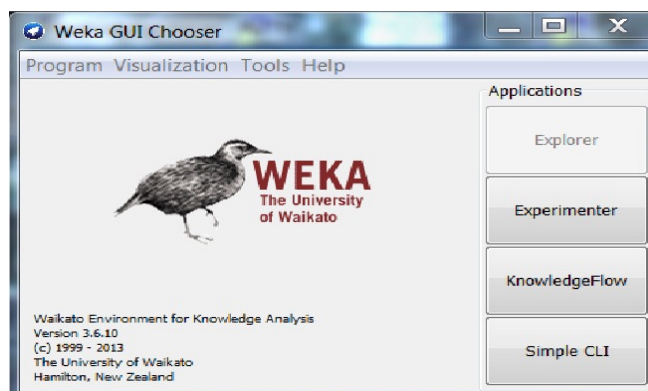 Weka GUI Chooser
Program Visualization Tools Help
Applications
Explorer
WEKA
The University
of Waikato
Experimenter
KnowledgeFlow
Simple CLI
Waikato Environment for Knowledge Analysis
Version 3.6.10
(c) 1999 - 2013
The University of Waikato
Hamilton, New Zealand